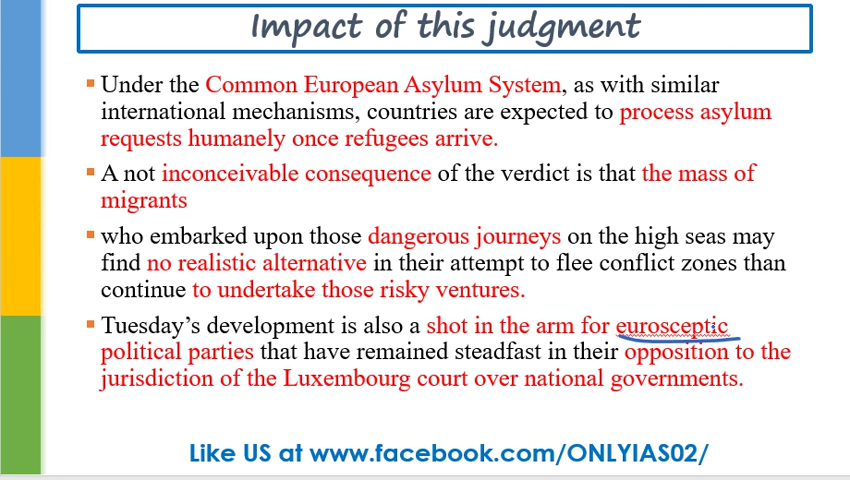 Impact of this judgment
Under the Common European Asylum System, as with similar
international mechanisms, countries are expected to process asylum
requests humanely once refugees arrive.
A not inconceivable consequence of the verdict is that the mass of
migrants
who embarked upon those dangerous journeys on the high seas may
find no realistic alternative in their attempt to flee conflict zones than
continue to undertake those risky ventures.
Tuesday’s development is also a shot in the arm for eurosceptic
political parties that have remained steadfast in their opposition to the
jurisdiction of the Luxembourg court over national governments.
Like US at www.facebook.com/ONLYIAS02/